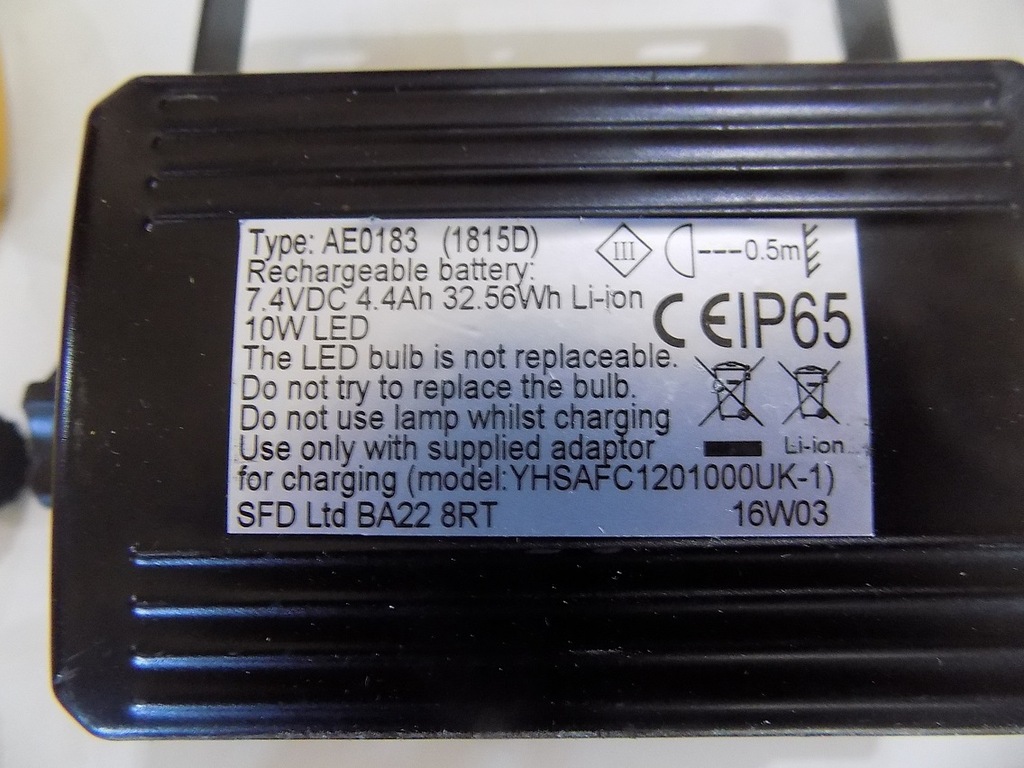 Type: AE0183 (1815D) III ---0.5m
Rechargeable battery:
7.4VDC 4.4Ah 32.56Wh Li-ion
10W LED CE IP65
The LED bulb is not replaceable.
Do not try to replace the bulb.
Do not use lamp whilst charging
Use only with supplied adaptor Li-ion
for charging (model:YHSAFC1201000UK-1)
SFD Ltd BA22 8RT 16W03